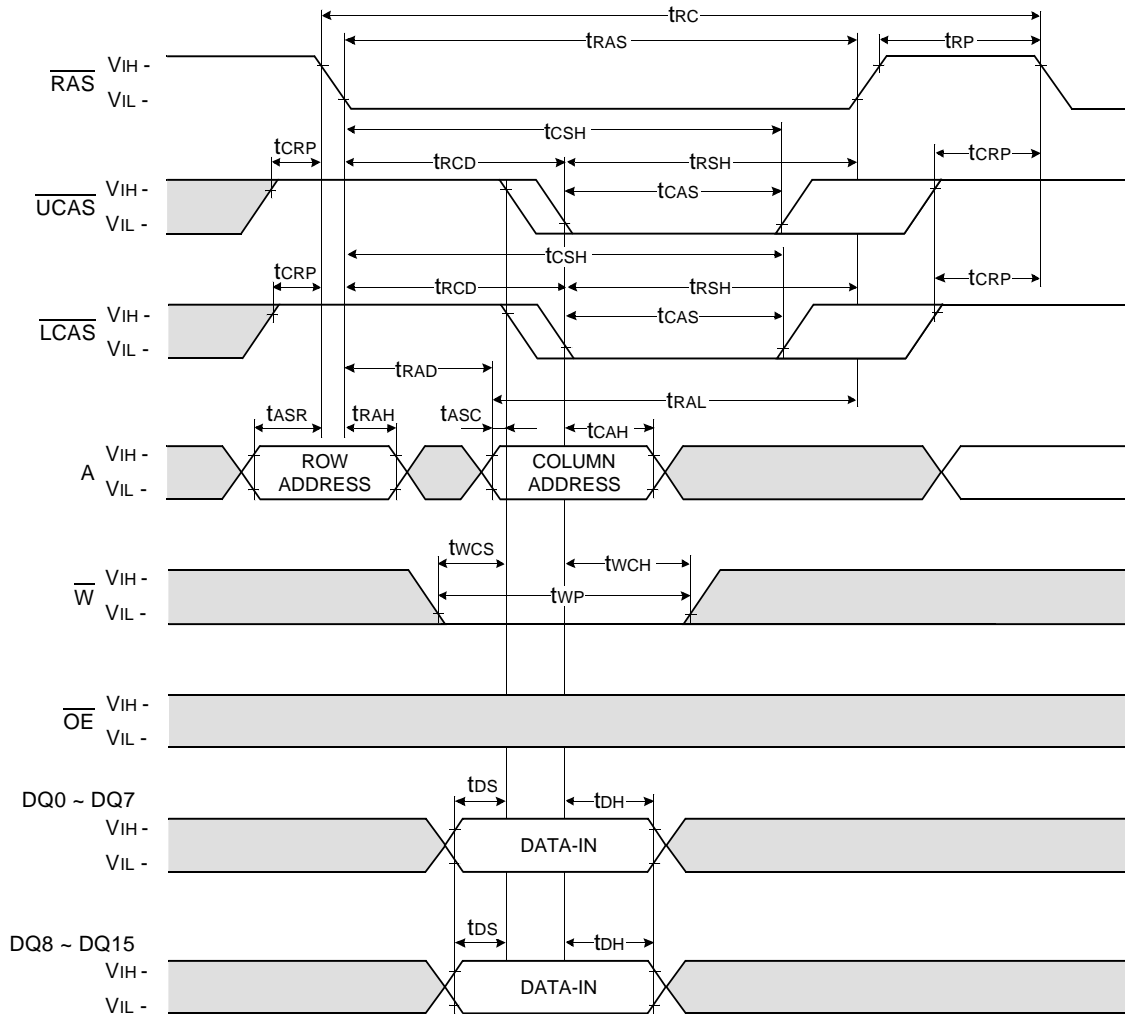 tRC
tRAS tRP
RAS VIH -
VIL -
tCSH
tCRP tRCD tRSH tCRP
UCAS VIH - tCAS
VIL -
tCSH
tCRP tRCD tRSH tCRP
LCAS VIH - tCAS
VIL -
tRAD
tRAL
tASR tRAH tASC tCAH
A VIH - ROW ADDRESS COLUMN ADDRESS
VIL -
tWCS tWCH
W VIH - tWP
VIL -
OE VIH -
VIL -
tDS tDH
DQ0 ~ DQ7
VIH -
DATA-IN
VIL -
tDS tDH
DQ8 ~ DQ15
VIH -
DATA-IN
VIL -